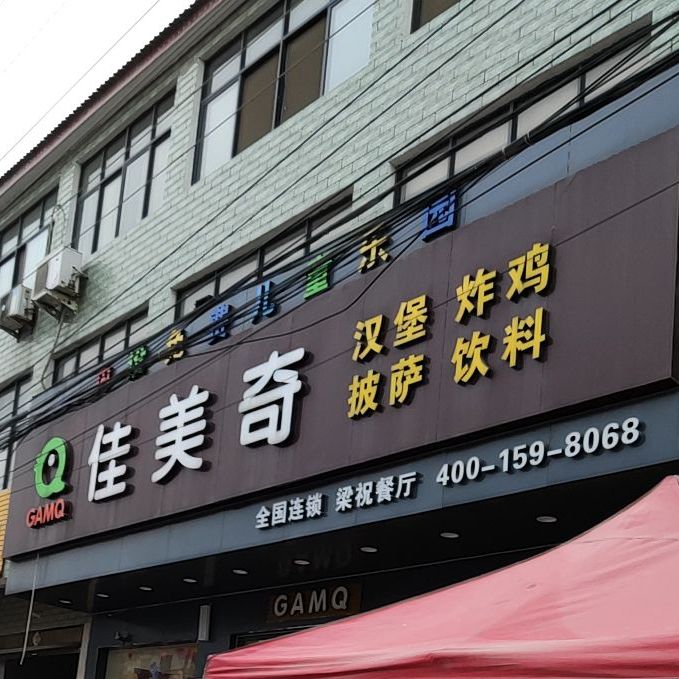 费儿童乐园
汉堡 炸鸡
披萨 饮料
佳美奇
GAMQ
全国连锁 梁祝餐厅 400-159-8068
GAMQ